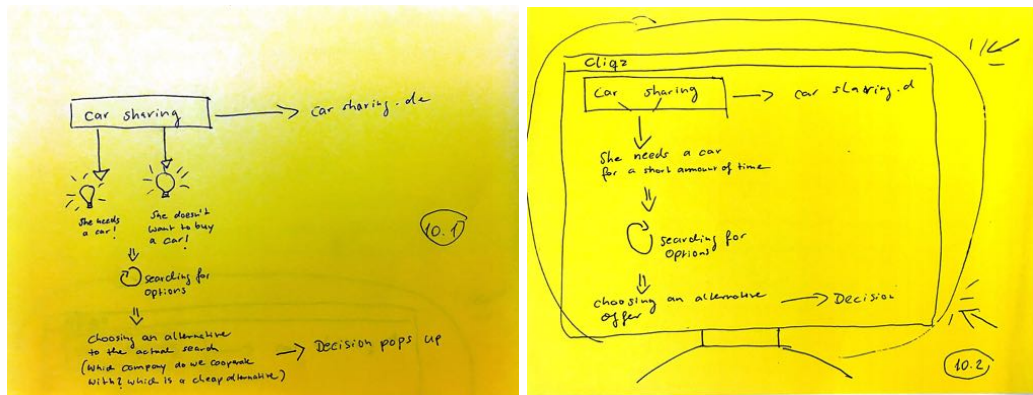 car sharing
car sharing.de
She needs
a car!
She doesn't
want to buy
a car!
10.1
searching for
options
choosing an alternative
to the actual search
(which company do we cooperate
with? which is a cheap alternative)
Decision pops up
cliqz
car sharing
car sharing.d
She needs a car
for a short amount of time
searching for
options
choosing an alternative
offer
Decision
10.2